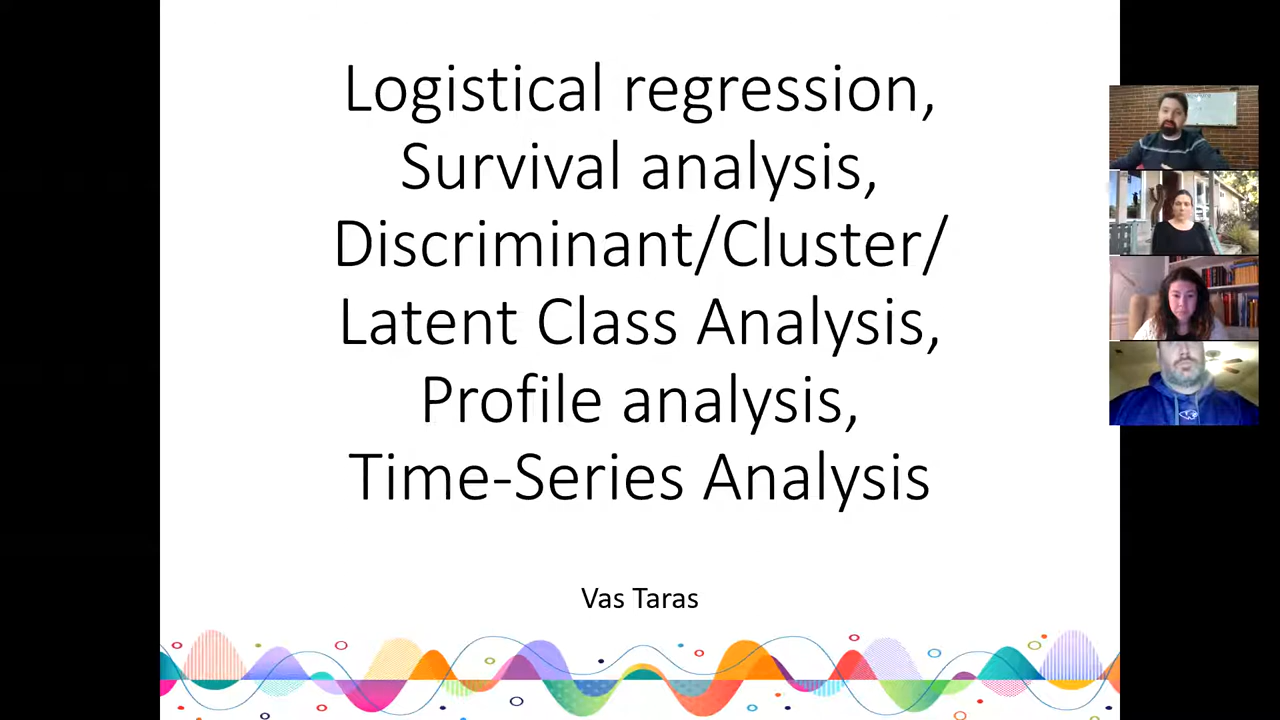 Logistical regression,
Survival analysis,
Discriminant/Cluster/
Latent Class Analysis,
Profile analysis,
Time-Series Analysis
Vas Taras